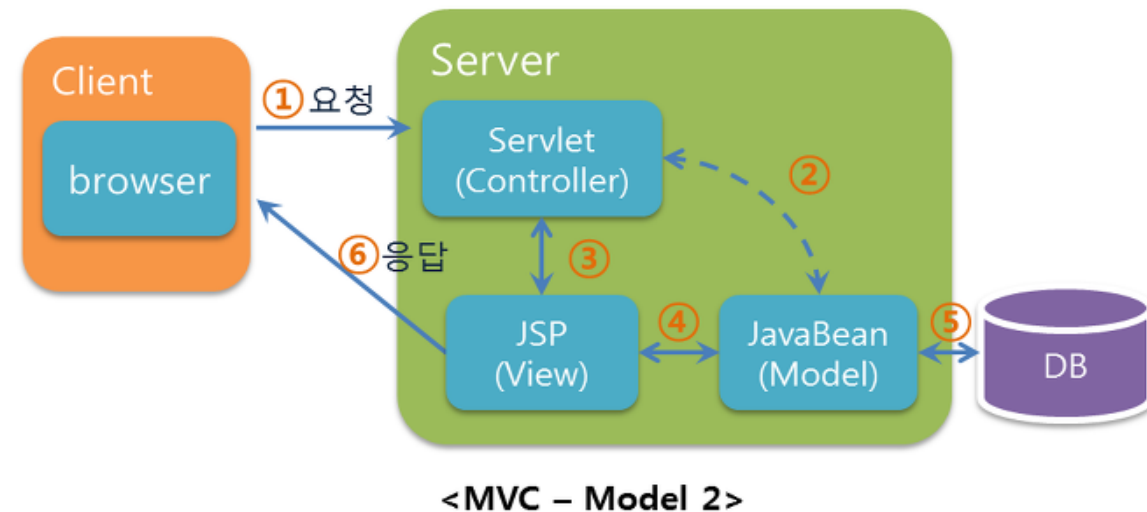 Client
browser
① 요청
Server
Servlet
(Controller)
②
③
⑥ 응답
JSP
(View)
④
JavaBean
(Model)
⑤
DB
<MVC – Model 2>